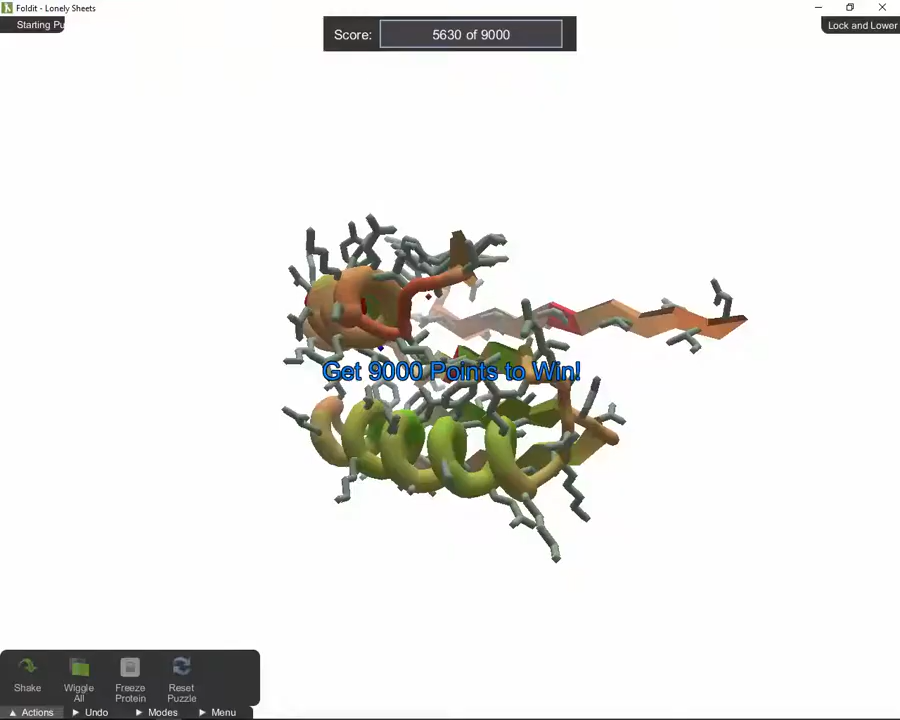 Foldit - Lonely Sheets
Starting Pu
Score: 5630 of 9000
Lock and Lower
Get 9000 Points to Win!
Shake
Wiggle All
Freeze Protein
Reset Puzzle
Actions
Undo
Modes
Menu